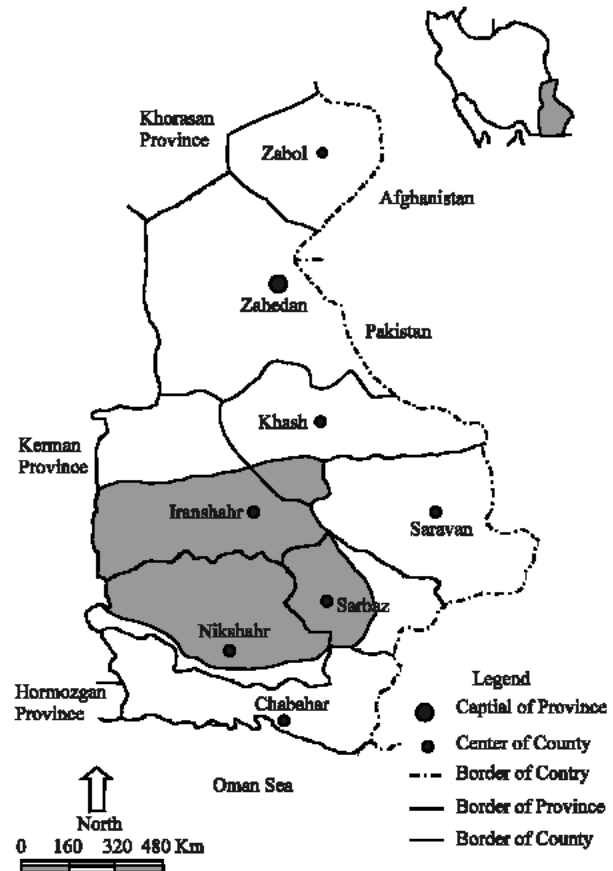 Khorasan
Province
Zabol
Afghanistan
Zahedan
Pakistan
Khash
Kerman
Province
Iranshahr
Saravan
Sarbaz
Nikshahr
Hormozgan
Province
Chabahar
Oman Sea
North
0 160 320 480 Km
Legend
Captial of Province
Center of County
Border of Contry
Border of Province
Border of County